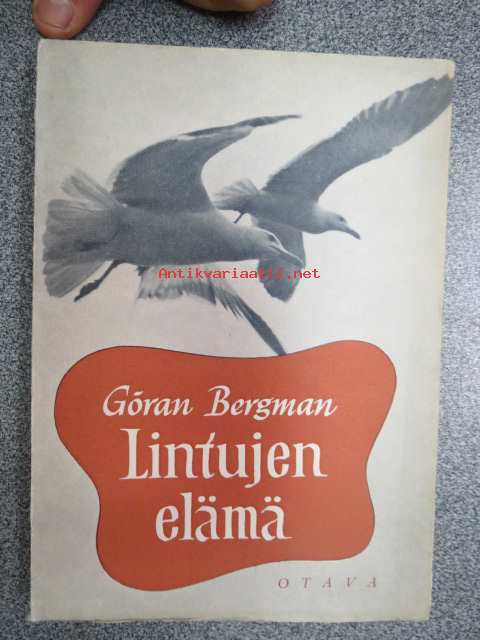 Antikvariaatti.net
Göran Bergman
Lintujen
elämä
OTAVA